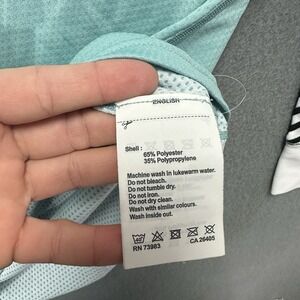 ENGLISH
Shell :
65% Polyester
35% Polypropylene
Machine wash in lukewarm water.
Do not bleach.
Do not tumble dry.
Do not iron.
Do not dry clean.
Wash with similar colours.
Wash inside out.
RN 73983 CA 26405